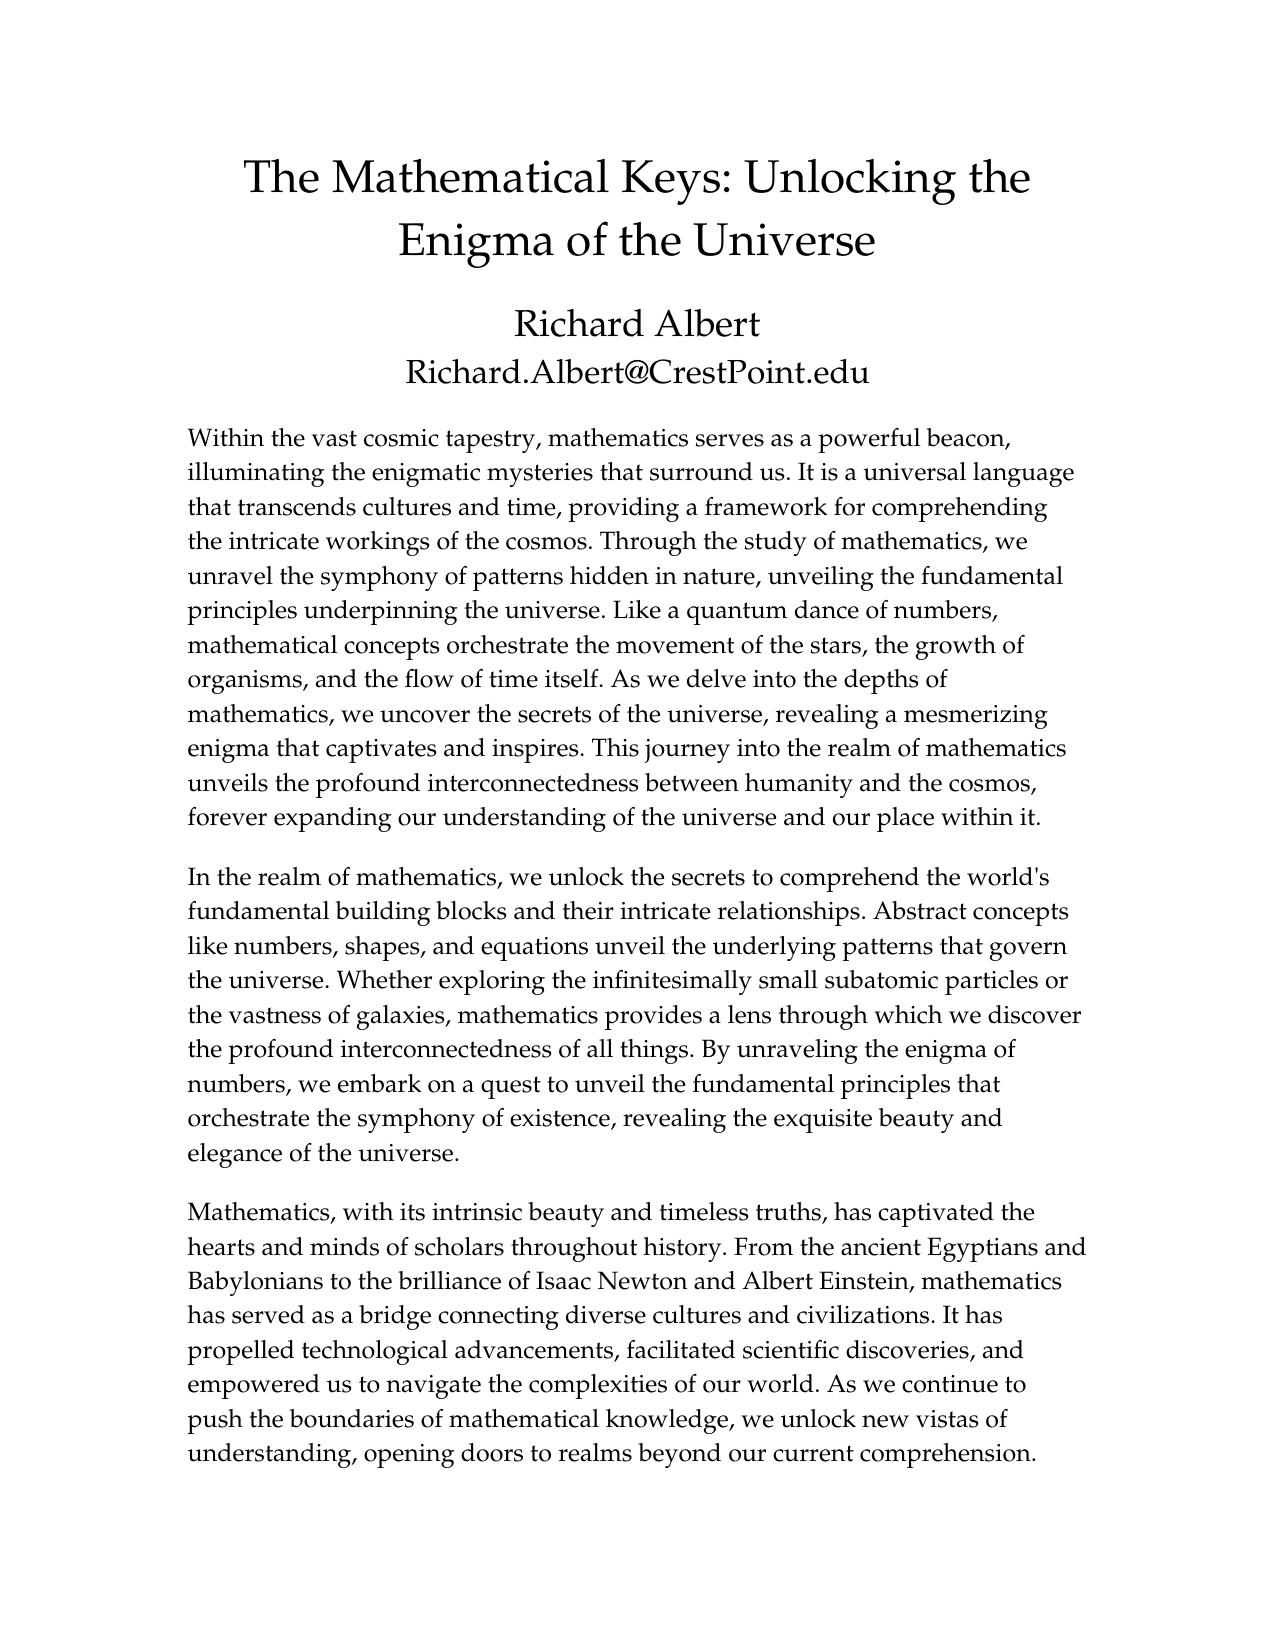 The Mathematical Keys: Unlocking the
Enigma of the Universe
Richard Albert
Richard.Albert@CrestPoint.edu
Within the vast cosmic tapestry, mathematics serves as a powerful beacon,
illuminating the enigmatic mysteries that surround us. It is a universal language
that transcends cultures and time, providing a framework for comprehending
the intricate workings of the cosmos. Through the study of mathematics, we
unravel the symphony of patterns hidden in nature, unveiling the fundamental
principles underpinning the universe. Like a quantum dance of numbers,
mathematical concepts orchestrate the movement of the stars, the growth of
organisms, and the flow of time itself. As we delve into the depths of
mathematics, we uncover the secrets of the universe, revealing a mesmerizing
enigma that captivates and inspires. This journey into the realm of mathematics
unveils the profound interconnectedness between humanity and the cosmos,
forever expanding our understanding of the universe and our place within it.
In the realm of mathematics, we unlock the secrets to comprehend the world's
fundamental building blocks and their intricate relationships. Abstract concepts
like numbers, shapes, and equations unveil the underlying patterns that govern
the universe. Whether exploring the infinitesimally small subatomic particles or
the vastness of galaxies, mathematics provides a lens through which we discover
the profound interconnectedness of all things. By unraveling the enigma of
numbers, we embark on a quest to unveil the fundamental principles that
orchestrate the symphony of existence, revealing the exquisite beauty and
elegance of the universe.
Mathematics, with its intrinsic beauty and timeless truths, has captivated the
hearts and minds of scholars throughout history. From the ancient Egyptians and
Babylonians to the brilliance of Isaac Newton and Albert Einstein, mathematics
has served as a bridge connecting diverse cultures and civilizations. It has
propelled technological advancements, facilitated scientific discoveries, and
empowered us to navigate the complexities of our world. As we continue to
push the boundaries of mathematical knowledge, we unlock new vistas of
understanding, opening doors to realms beyond our current comprehension.